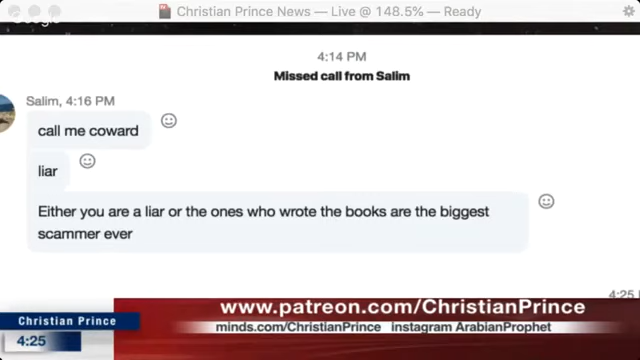 Christian Prince News — Live @ 148.5% — Ready
4:14 PM
Missed call from Salim
Salim, 4:16 PM
call me coward
liar
Either you are a liar or the ones who wrote the books are the biggest
scammer ever
4:25
www.patreon.com/ChristianPrince
Christian Prince
minds.com/ChristianPrince instagram ArabianProphet
4:25